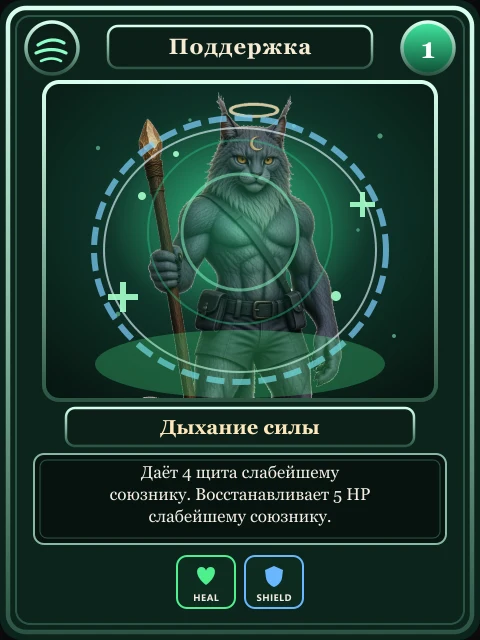 Поддержка
1
Дыхание силы
Даёт 4 щита слабейшему
союзнику. Восстанавливает 5 HP
слабейшему союзнику.
HEAL
SHIELD